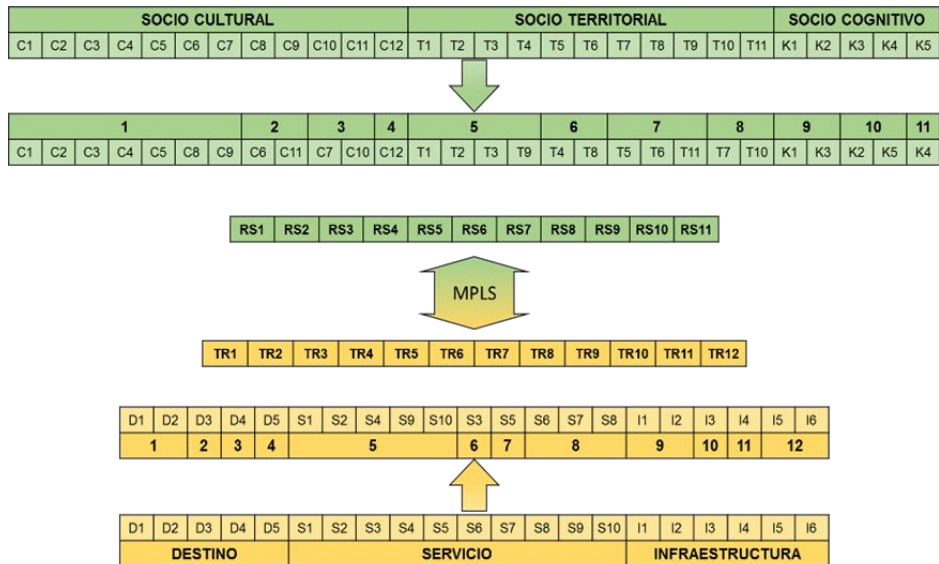 SOCIO CULTURAL SOCIO TERRITORIAL SOCIO COGNITIVO
C1 C2 C3 C4 C5 C6 C7 C8 C9 C10 C11 C12 T1 T2 T3 T4 T5 T6 T7 T8 T9 T10 T11 K1 K2 K3 K4 K5
1 2 3 4 5 6 7 8 9 10 11
C1 C2 C3 C4 C5 C8 C9 C6 C11 C7 C10 C12 T1 T2 T3 T9 T4 T8 T5 T6 T11 T7 T10 K1 K3 K2 K5 K4
RS1 RS2 RS3 RS4 RS5 RS6 RS7 RS8 RS9 RS10 RS11
MPLS
TR1 TR2 TR3 TR4 TR5 TR6 TR7 TR8 TR9 TR10 TR11 TR12
D1 D2 D3 D4 D5 S1 S2 S4 S9 S10 S3 S5 S6 S7 S8 I1 I2 I3 I4 I5 I6
1 2 3 4 5 6 7 8 9 10 11 12
D1 D2 D3 D4 D5 S1 S2 S3 S4 S5 S6 S7 S8 S9 S10 I1 I2 I3 I4 I5 I6
DESTINO SERVICIO INFRAESTRUCTURA